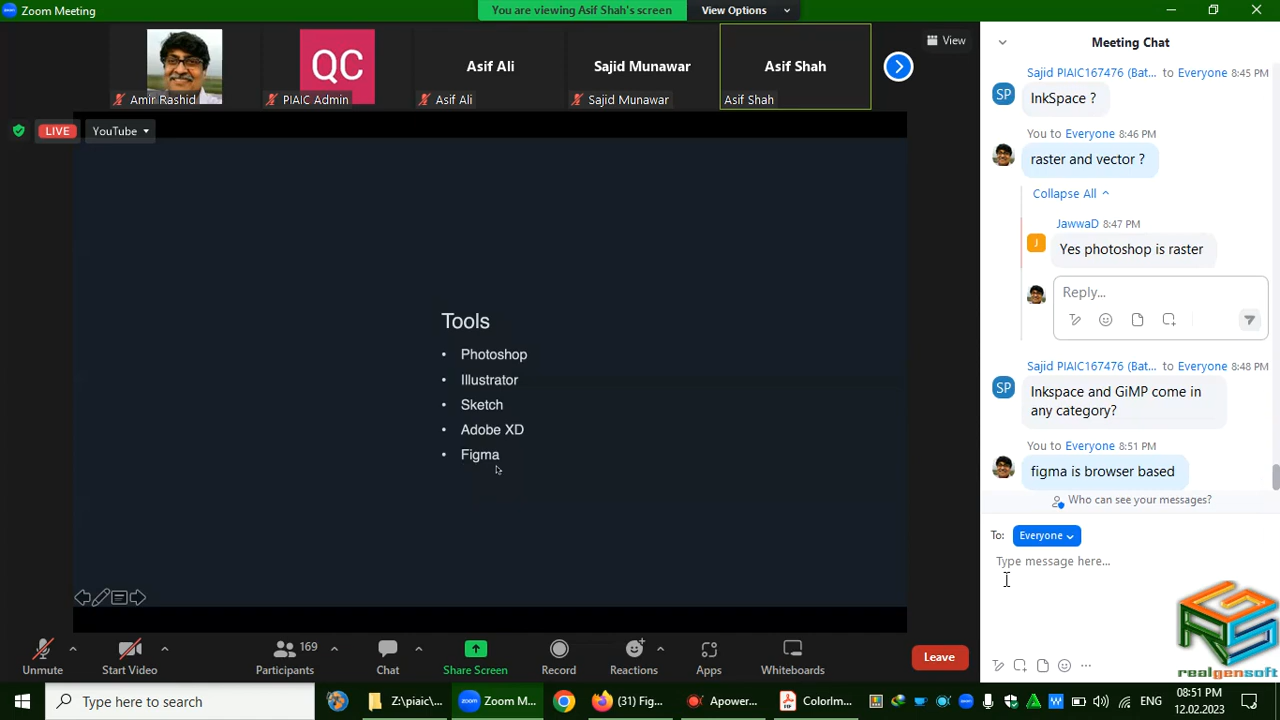 Zoom Meeting
You are viewing Asif Shah's screen
View Options
View
QC
Asif Ali
Sajid Munawar
Asif Shah
Amir Rashid
PIAIC Admin
Asif Ali
Sajid Munawar
Asif Shah
LIVE
YouTube
Tools
• Photoshop
• Illustrator
• Sketch
• Adobe XD
• Figma
Meeting Chat
Sajid PIAIC167476 (Bat... to Everyone 8:45 PM
SP
InkSpace ?
You to Everyone 8:46 PM
raster and vector ?
Collapse All
JawwaD 8:47 PM
J
Yes photoshop is raster
Reply...
Sajid PIAIC167476 (Bat... to Everyone 8:48 PM
SP
Inkspace and GiMP come in
any category?
You to Everyone 8:51 PM
figma is browser based
Who can see your messages?
To: Everyone
Type message here...
realgensoft
Unmute
Start Video
169
Participants
Chat
Share Screen
Record
Reactions
Apps
Whiteboards
Leave
Type here to search
Z:\piaic\...
Zoom M...
(31) Fig...
Apower...
ColorIm...
ENG
08:51 PM
12.02.2023